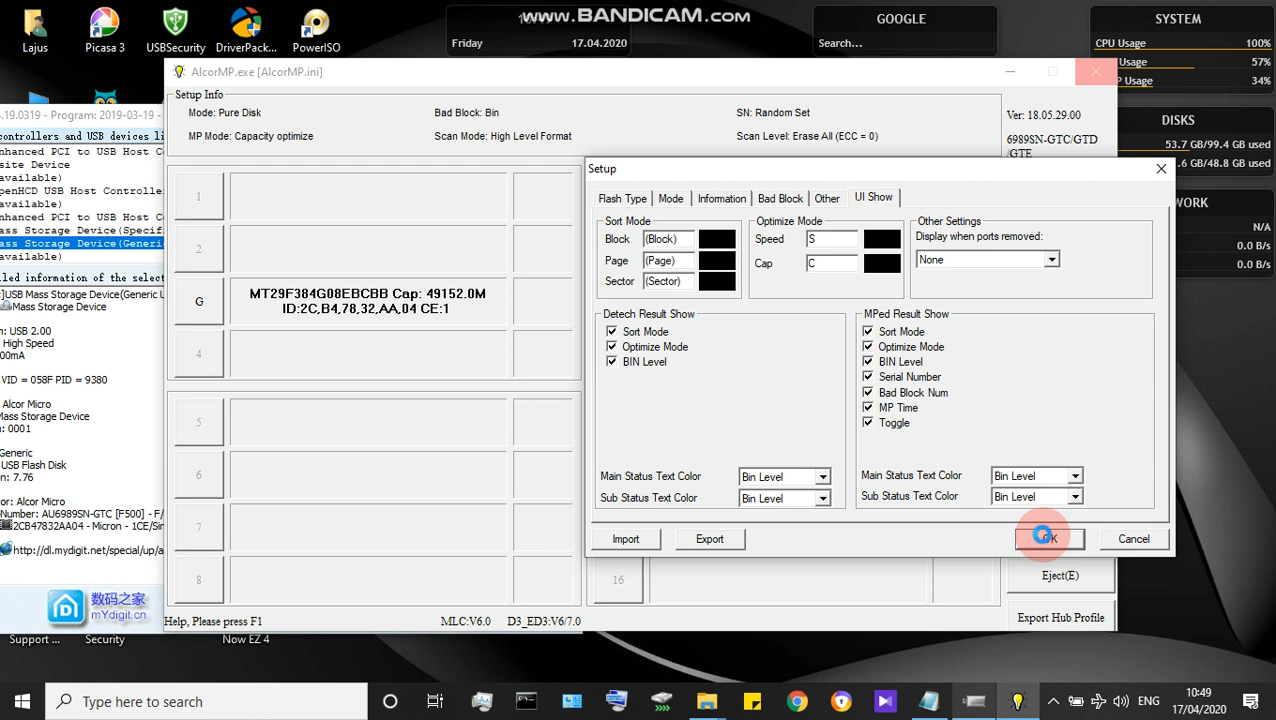 Lajus
Picasa 3
USBSecurity
DriverPack...
PowerISO
www.BANDICAM.com
Friday
17.04.2020
GOOGLE
Search...
SYSTEM
CPU Usage
100%
Usage
57%
P Usage
34%
DISKS
53.7 GB/99.4 GB used
.6 GB/48.8 GB used
WORK
N/A
0.0 B/s
0.0 B/s
.19.0319 - Program: 2019-03-19 -
controllers and USB devices li
nhanced PCI to USB Host Co
site Device
available)
penHCD USB Host Controller
available)
nhanced PCI to USB Host Co
ass Storage Device(Specifi
ass Storage Device(Generic
available)
led information of the selecte
]USB Mass Storage Device(Generic U
Mass Storage Device
n: USB 2.00
High Speed
00mA
VID = 058F PID = 9380
Alcor Micro
Mass Storage Device
n: 0001
Generic
USB Flash Disk
n: 7.76
or: Alcor Micro
Number: AU6989SN-GTC [F500] - F/
2CB47832AA04 - Micron - 1CE/Sin
http://dl.mydigit.net/special/up/a
数码之家
mYdigit.cn
Support ...
Security
Now EZ 4
AlcorMP.exe [AlcorMP.ini]
Setup Info
Mode: Pure Disk
Bad Block: Bin
SN: Random Set
MP Mode: Capacity optimize
Scan Mode: High Level Format
Scan Level: Erase All (ECC = 0)
Ver: 18.05.29.00
6989SN-GTC/GTD
/GTE
1
2
G
MT29F384G08EBCBB Cap: 49152.0M
ID:2C,B4,78,32,AA,04 CE:1
4
5
6
7
8
16
Eject(E)
Export Hub Profile
Help, Please press F1
MLC:V6.0
D3_ED3:V6/7.0
Setup
Flash Type
Mode
Information
Bad Block
Other
UI Show
Sort Mode
Block
(Block)
Page
(Page)
Sector
(Sector)
Optimize Mode
Speed
S
Cap
C
Other Settings
Display when ports removed:
None
Detech Result Show
Sort Mode
Optimize Mode
BIN Level
Main Status Text Color
Bin Level
Sub Status Text Color
Bin Level
MPed Result Show
Sort Mode
Optimize Mode
BIN Level
Serial Number
Bad Block Num
MP Time
Toggle
Main Status Text Color
Bin Level
Sub Status Text Color
Bin Level
Import
Export
OK
Cancel
Type here to search
ENG
10:49
17/04/2020